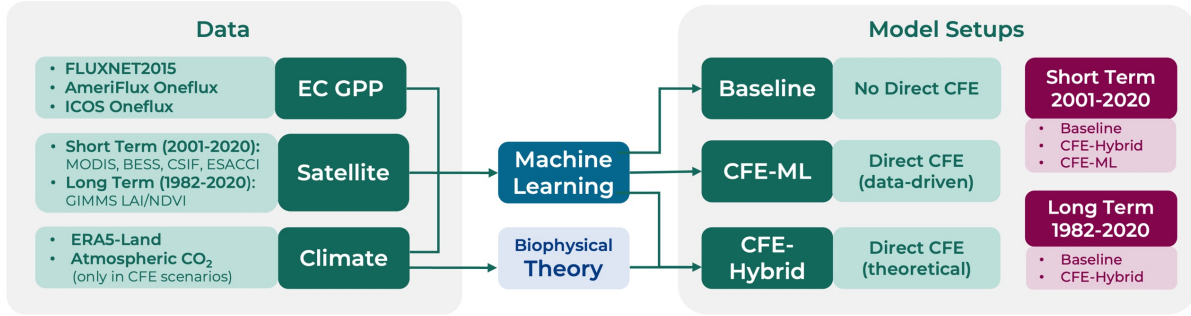 Data
• FLUXNET2015
• AmeriFlux Oneflux
• ICOS Oneflux
EC GPP
• Short Term (2001-2020):
MODIS, BESS, CSIF, ESACCI
• Long Term (1982-2020):
GIMMS LAI/NDVI
Satellite
• ERA5-Land
• Atmospheric CO₂
(only in CFE scenarios)
Climate
Machine
Learning
Biophysical
Theory
Model Setups
Baseline
No Direct CFE
CFE-ML
Direct CFE
(data-driven)
CFE-
Hybrid
Direct CFE
(theoretical)
Short Term
2001-2020
• Baseline
• CFE-Hybrid
• CFE-ML
Long Term
1982-2020
• Baseline
• CFE-Hybrid